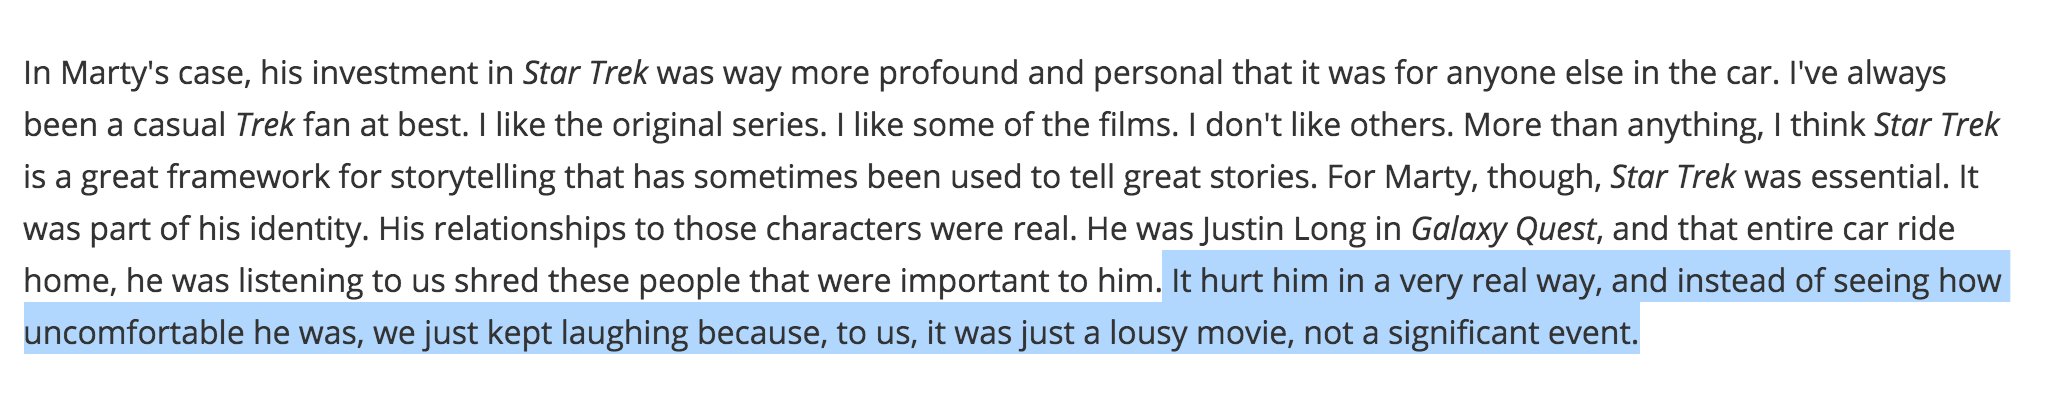 In Marty's case, his investment in Star Trek was way more profound and personal that it was for anyone else in the car. I've always
been a casual Trek fan at best. I like the original series. I like some of the films. I don't like others. More than anything, I think Star Trek
is a great framework for storytelling that has sometimes been used to tell great stories. For Marty, though, Star Trek was essential. It
was part of his identity. His relationships to those characters were real. He was Justin Long in Galaxy Quest, and that entire car ride
home, he was listening to us shred these people that were important to him. It hurt him in a very real way, and instead of seeing how
uncomfortable he was, we just kept laughing because, to us, it was just a lousy movie, not a significant event.